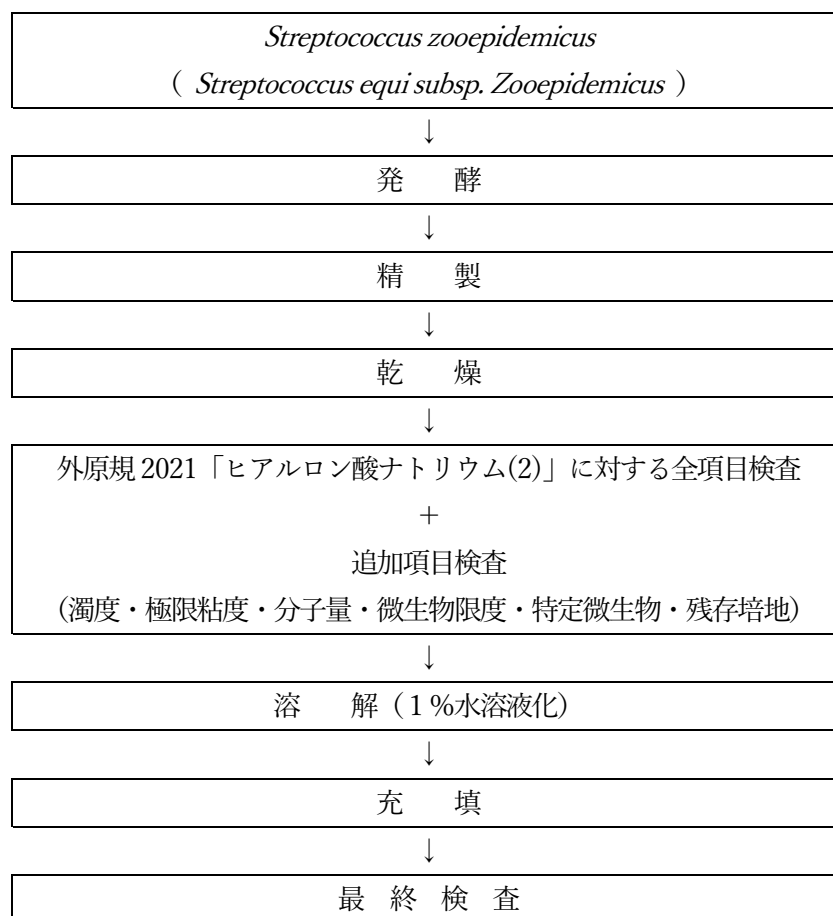 Streptococcus zooepidemicus
（ Streptococcus equi subsp. Zooepidemicus ）
↓
発　　酵
↓
精　　製
↓
乾　　燥
↓
外原規 2021「ヒアルロン酸ナトリウム(2)」に対する全項目検査
＋
追加項目検査
（濁度・極限粘度・分子量・微生物限度・特定微生物・残存培地）
↓
溶　　解（１%水溶液化）
↓
充　　填
↓
最　終　検　査